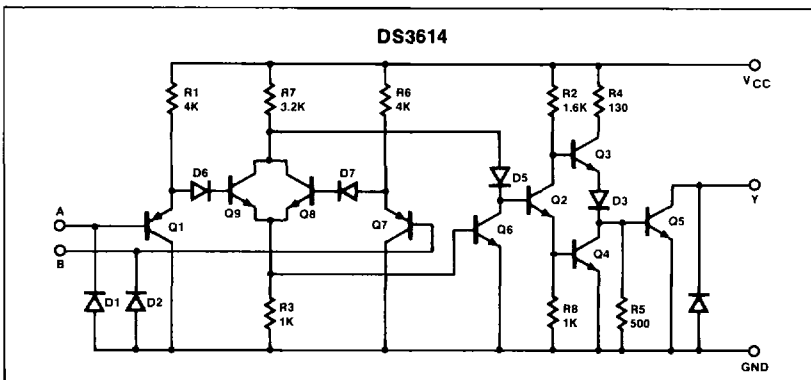 DS3614
VCC
R1
4K
R7
3.2K
R6
4K
R2
1.6K
R4
130
Q3
D6
D7
D5
D3
Y
Q9
Q8
Q2
Q5
A
Q1
Q7
Q6
Q4
B
D1
D2
R3
1K
R8
1K
R5
500
GND